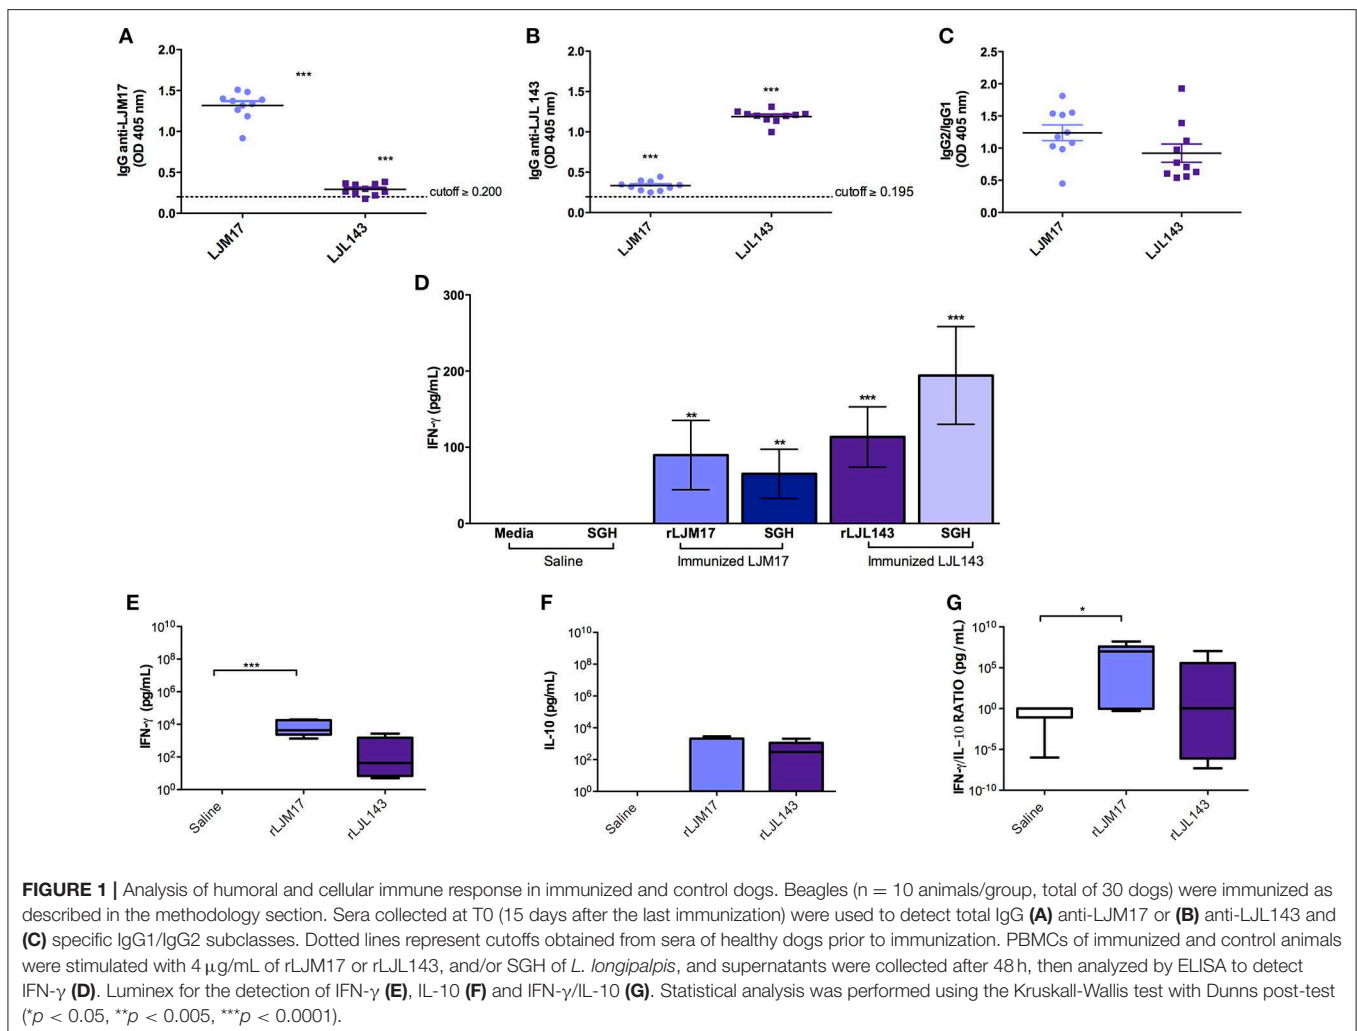 A
2.0
1.5
1.0
0.5
0.0
IgG anti-LJM17
(OD 405 nm)
***
***
cutoff ≥ 0.200
LJM17
LJL143
B
2.0
1.5
1.0
0.5
0.0
IgG anti-LJL 143
(OD 405 nm)
***
***
cutoff ≥ 0.195
LJM17
LJL143
C
2.5
2.0
1.5
1.0
0.5
0.0
IgG2/IgG1
(OD 405 nm)
LJM17
LJL143
D
300
200
100
0
IFN-γ (pg/mL)
**
**
***
***
Media SGH rLJM17 SGH rLJL143 SGH
Saline Immunized LJM17 Immunized LJL143
E
10^10
10^8
10^6
10^4
10^2
10^0
IFN-γ (pg/mL)
***
Saline
rLJM17
rLJL143
F
10^10
10^8
10^6
10^4
10^2
10^0
IL-10 (pg/mL)
Saline
rLJM17
rLJL143
G
10^10
10^5
10^0
10^-5
10^-10
IFN-γ/IL-10 RATIO (pg/mL)
*
Saline
rLJM17
rLJL143
FIGURE 1 | Analysis of humoral and cellular immune response in immunized and control dogs. Beagles (n = 10 animals/group, total of 30 dogs) were immunized as
described in the methodology section. Sera collected at T0 (15 days after the last immunization) were used to detect total IgG (A) anti-LJM17 or (B) anti-LJL143 and
(C) specific IgG1/IgG2 subclasses. Dotted lines represent cutoffs obtained from sera of healthy dogs prior to immunization. PBMCs of immunized and control animals
were stimulated with 4 μg/mL of rLJM17 or rLJL143, and/or SGH of L. longipalpis, and supernatants were collected after 48 h, then analyzed by ELISA to detect
IFN-γ (D). Luminex for the detection of IFN-γ (E), IL-10 (F) and IFN-γ/IL-10 (G). Statistical analysis was performed using the Kruskall-Wallis test with Dunns post-test
(*p < 0.05, **p < 0.005, ***p < 0.0001).